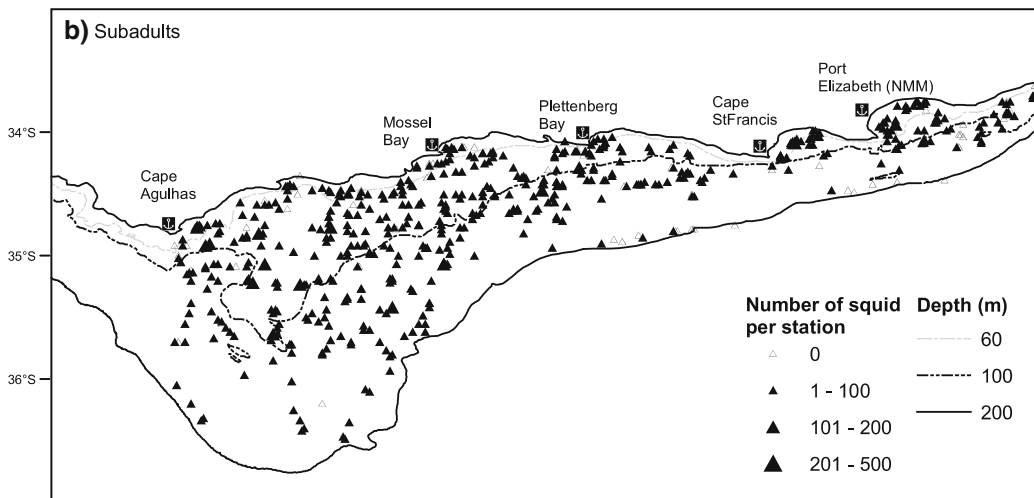 b) Subadults
Port
Elizabeth (NMM)
Plettenberg
Bay
Cape
StFrancis
Mossel
Bay
Cape
Agulhas
34°S
35°S
36°S
Number of squid
per station
0
1 - 100
101 - 200
201 - 500
Depth (m)
60
100
200